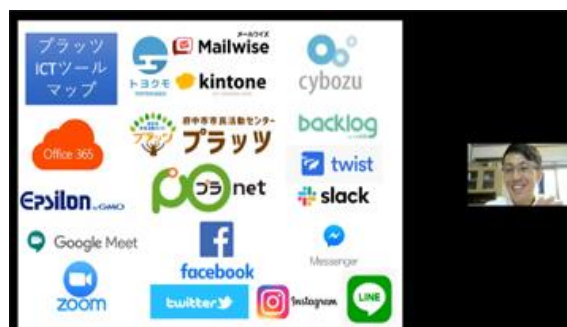 プラッツ
ICTツール
マップ
トヨクモ
メールワイズ
Mailwise
kintone
cybozu
Office 365
府中市市民活動センター
プラッツ
backlog
twist
slack
EPSILON by GMO
プラnet
Google Meet
facebook
Messenger
zoom
twitter
Instagram
LINE